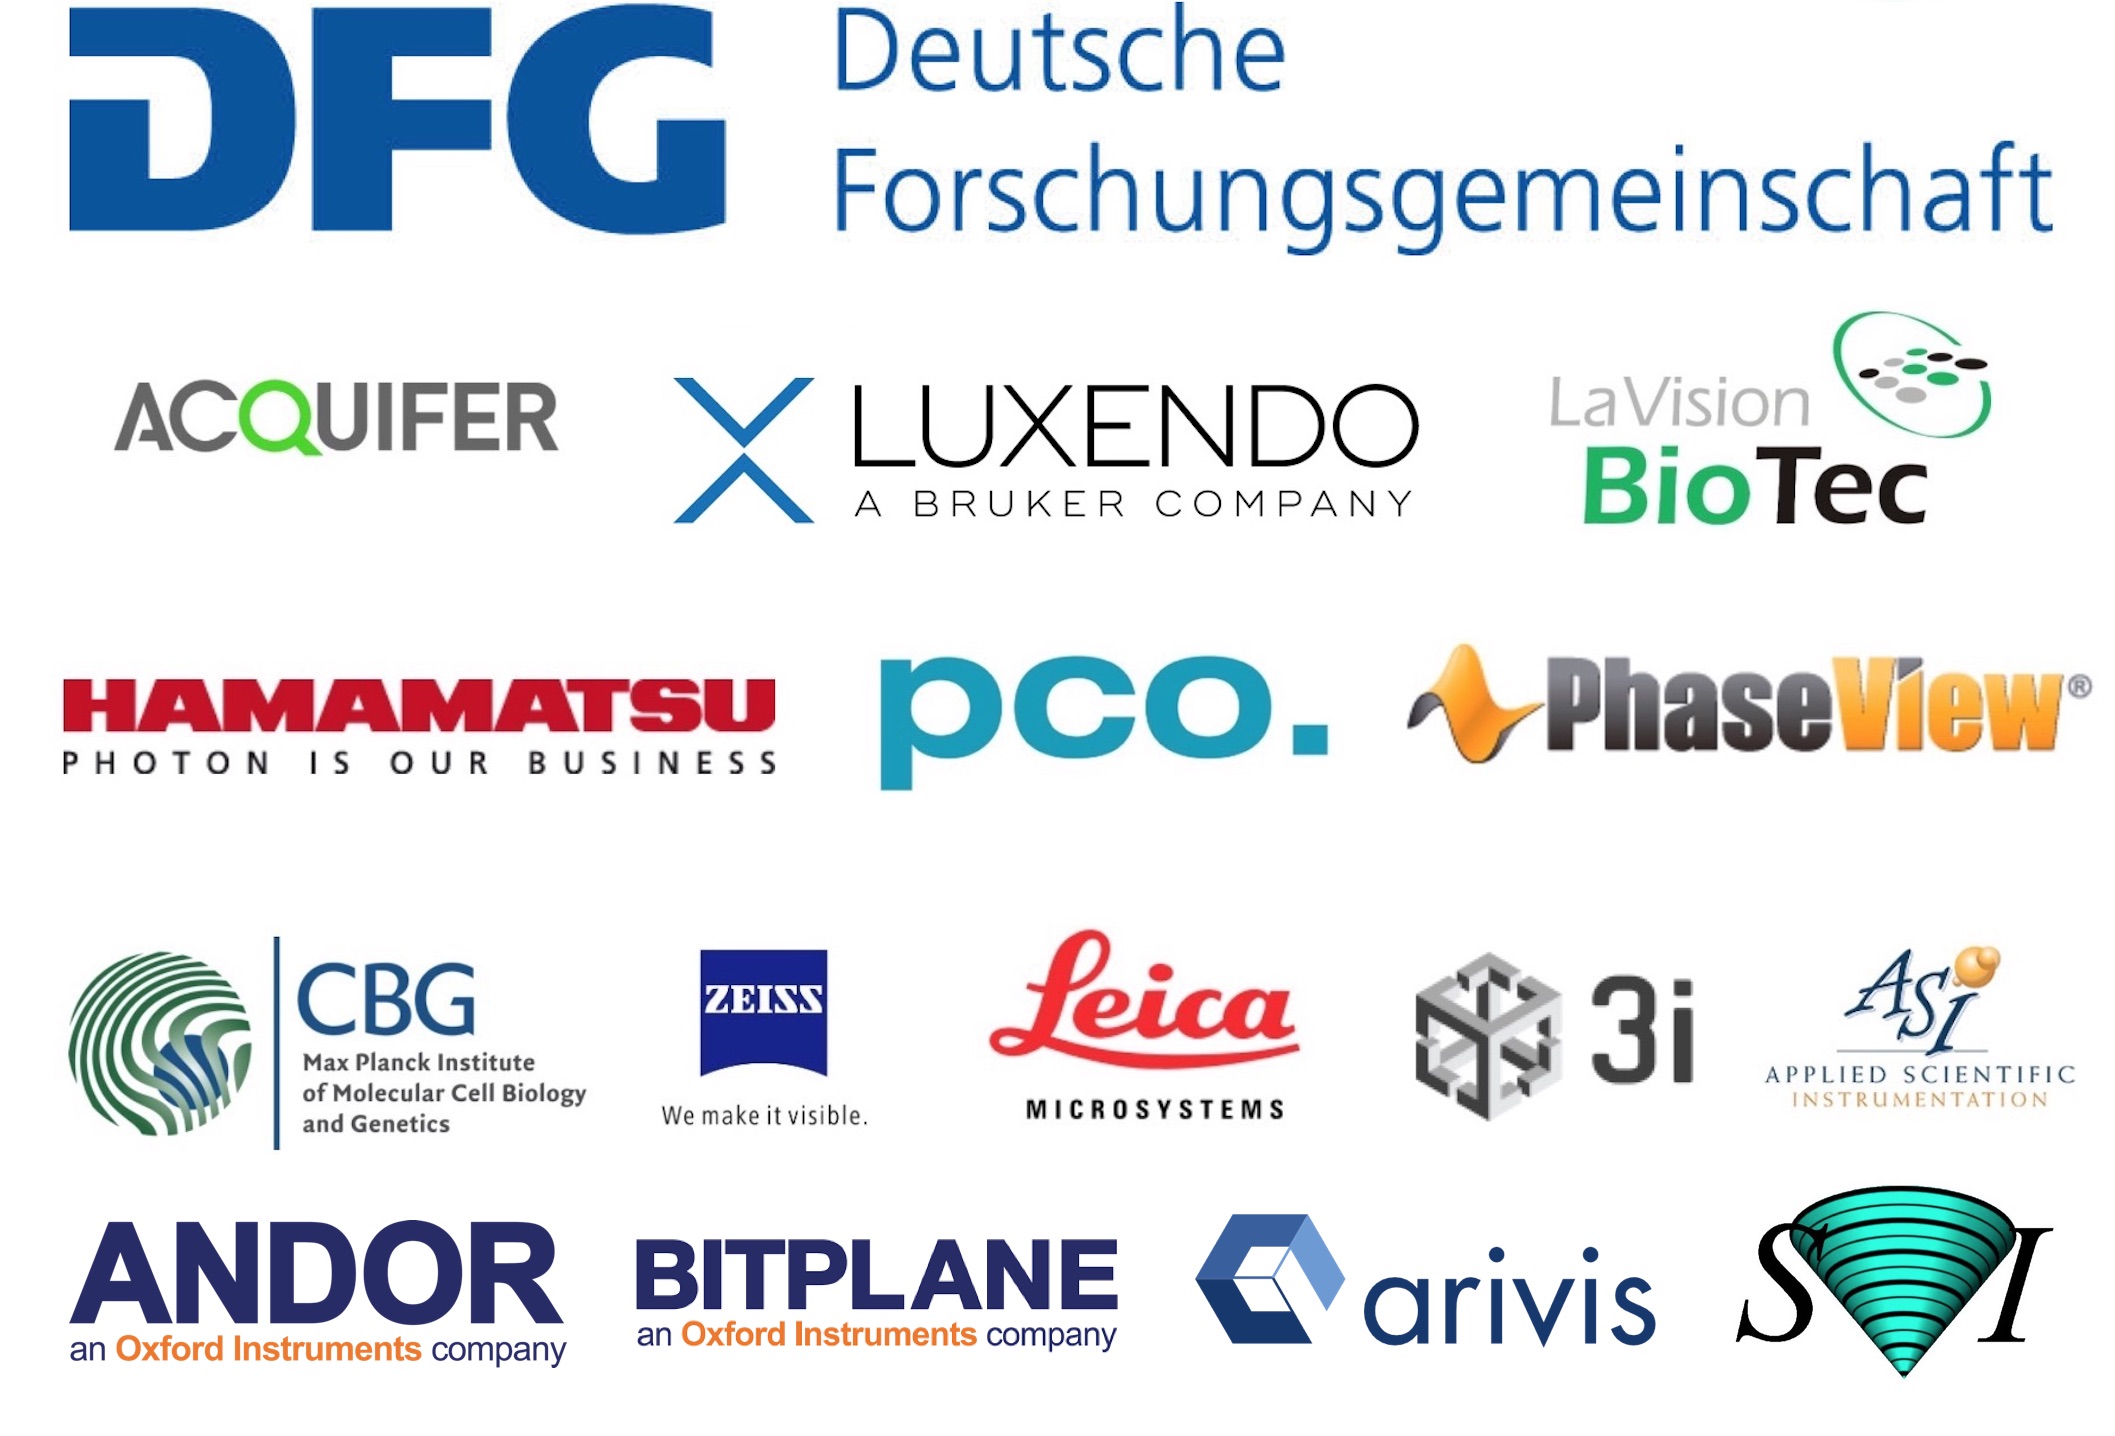 DFG
Deutsche
Forschungsgemeinschaft
ACQUIFER
LUXENDO
A BRUKER COMPANY
LaVision
BioTec
HAMAMATSU
PHOTON IS OUR BUSINESS
pco.
PhaseView®
CBG
Max Planck Institute
of Molecular Cell Biology
and Genetics
ZEISS
We make it visible.
Leica
MICROSYSTEMS
3i
ASI
APPLIED SCIENTIFIC
INSTRUMENTATION
ANDOR
an Oxford Instruments company
BITPLANE
an Oxford Instruments company
arivis
SVI